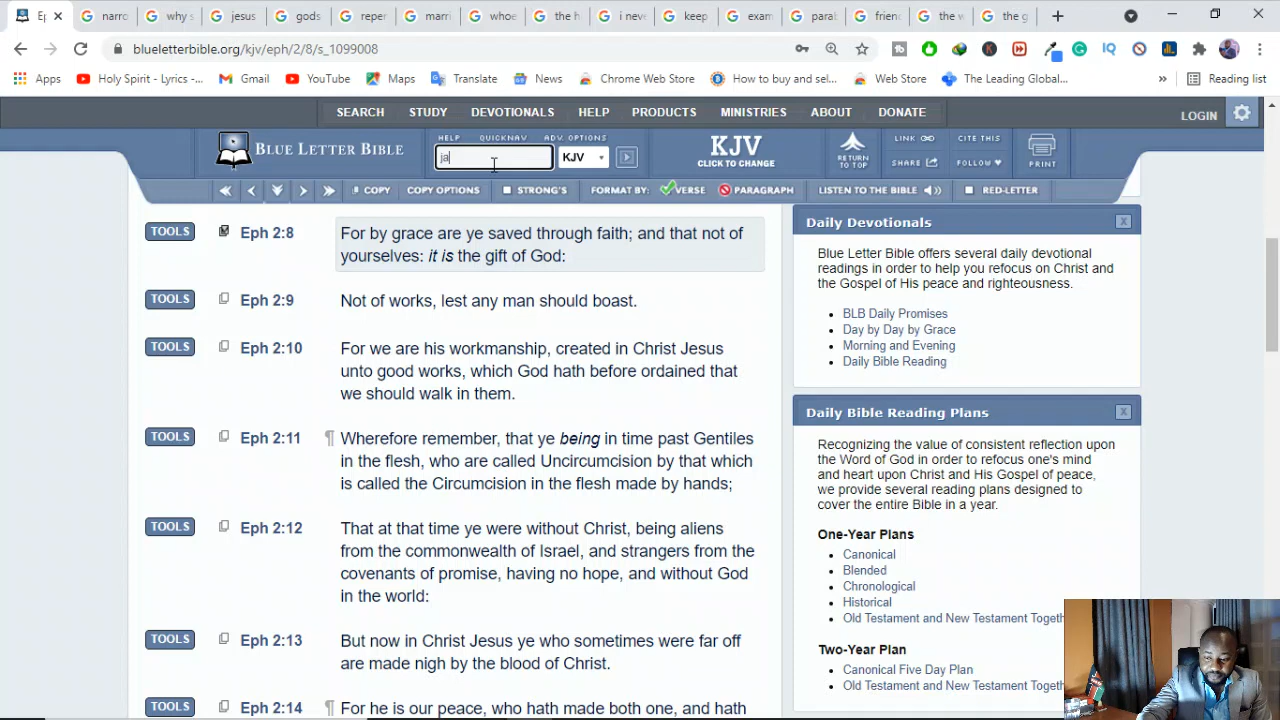 Ep
narro
why s
jesus
gods
reper
marri
whoe
the h
i neve
keep
exam
parab
frienc
the w
the g
blueletterbible.org/kjv/eph/2/8/s_1099008
Apps
Holy Spirit - Lyrics -...
Gmail
YouTube
Maps
Translate
News
Chrome Web Store
How to buy and sel...
Web Store
The Leading Global...
»
Reading list
SEARCH
STUDY
DEVOTIONALS
HELP
PRODUCTS
MINISTRIES
ABOUT
DONATE
LOGIN
BLUE LETTER BIBLE
HELP
QUICKNAV
ADV. OPTIONS
ja
KJV
KJV
CLICK TO CHANGE
RETURN
TO TOP
LINK
SHARE
CITE THIS
FOLLOW
PRINT
COPY
COPY OPTIONS
STRONG'S
FORMAT BY:
VERSE
PARAGRAPH
LISTEN TO THE BIBLE
RED-LETTER
TOOLS
Eph 2:8
For by grace are ye saved through faith; and that not of
yourselves: it is the gift of God:
TOOLS
Eph 2:9
Not of works, lest any man should boast.
TOOLS
Eph 2:10
For we are his workmanship, created in Christ Jesus
unto good works, which God hath before ordained that
we should walk in them.
TOOLS
Eph 2:11
¶ Wherefore remember, that ye being in time past Gentiles
in the flesh, who are called Uncircumcision by that which
is called the Circumcision in the flesh made by hands;
TOOLS
Eph 2:12
That at that time ye were without Christ, being aliens
from the commonwealth of Israel, and strangers from the
covenants of promise, having no hope, and without God
in the world:
TOOLS
Eph 2:13
But now in Christ Jesus ye who sometimes were far off
are made nigh by the blood of Christ.
TOOLS
Eph 2:14
¶ For he is our peace, who hath made both one, and hath
Daily Devotionals
X
Blue Letter Bible offers several daily devotional
readings in order to help you refocus on Christ and
the Gospel of His peace and righteousness.
BLB Daily Promises
Day by Day by Grace
Morning and Evening
Daily Bible Reading
Daily Bible Reading Plans
X
Recognizing the value of consistent reflection upon
the Word of God in order to refocus one's mind
and heart upon Christ and His Gospel of peace,
we provide several reading plans designed to
cover the entire Bible in a year.
One-Year Plans
Canonical
Blended
Chronological
Historical
Old Testament and New Testament Togeth
Two-Year Plan
Canonical Five Day Plan
Old Testament and New Testament Togeth